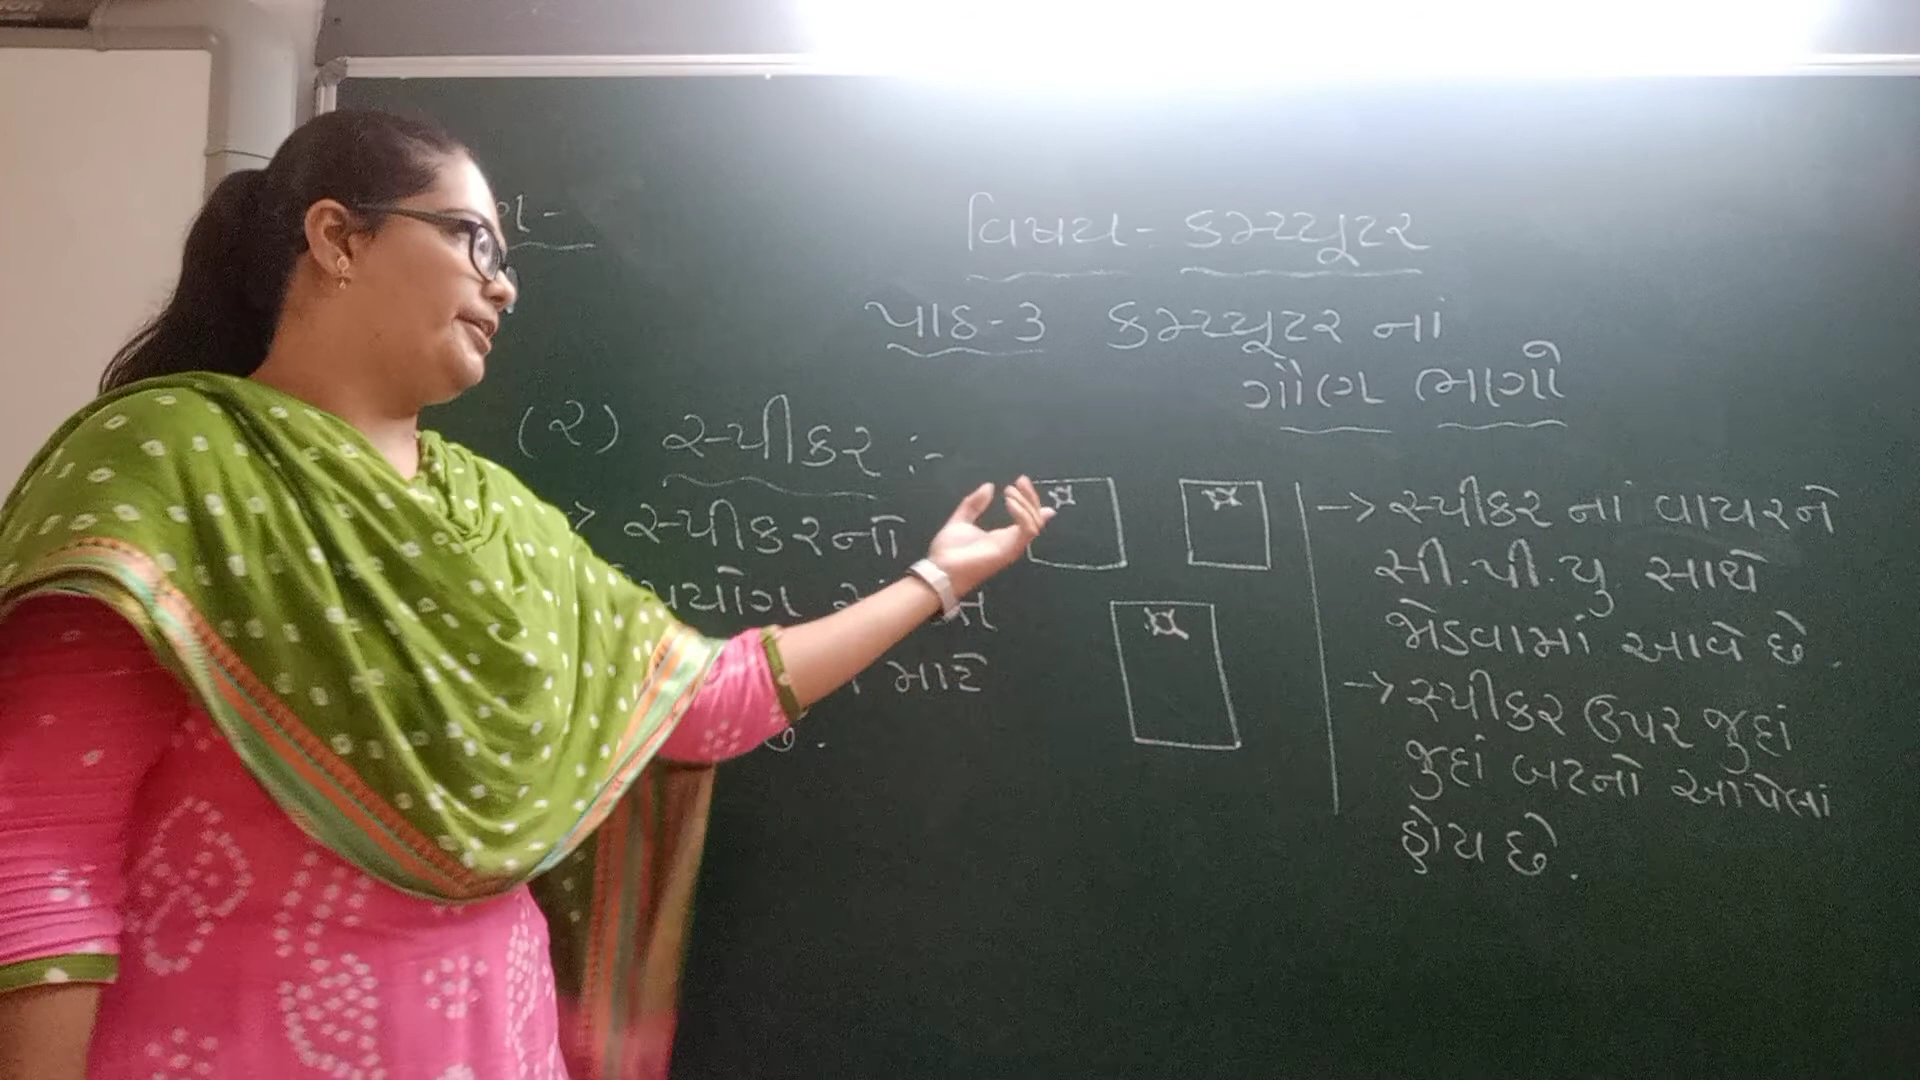 વિષય- કમ્પ્યૂટર
પાઠ-૩ કમ્પ્યૂટર નાં
ગૌણ ભાગો
(૨) સ્પીકર :-
સ્પીકરનો
માટે
→ સ્પીકર નાં વાયરને
સી.પી.યુ સાથે
જોડવામાં આવે છે.
→ સ્પીકર ઉપર જુદાં
જુદાં બટનો આપેલાં
હોય છે.